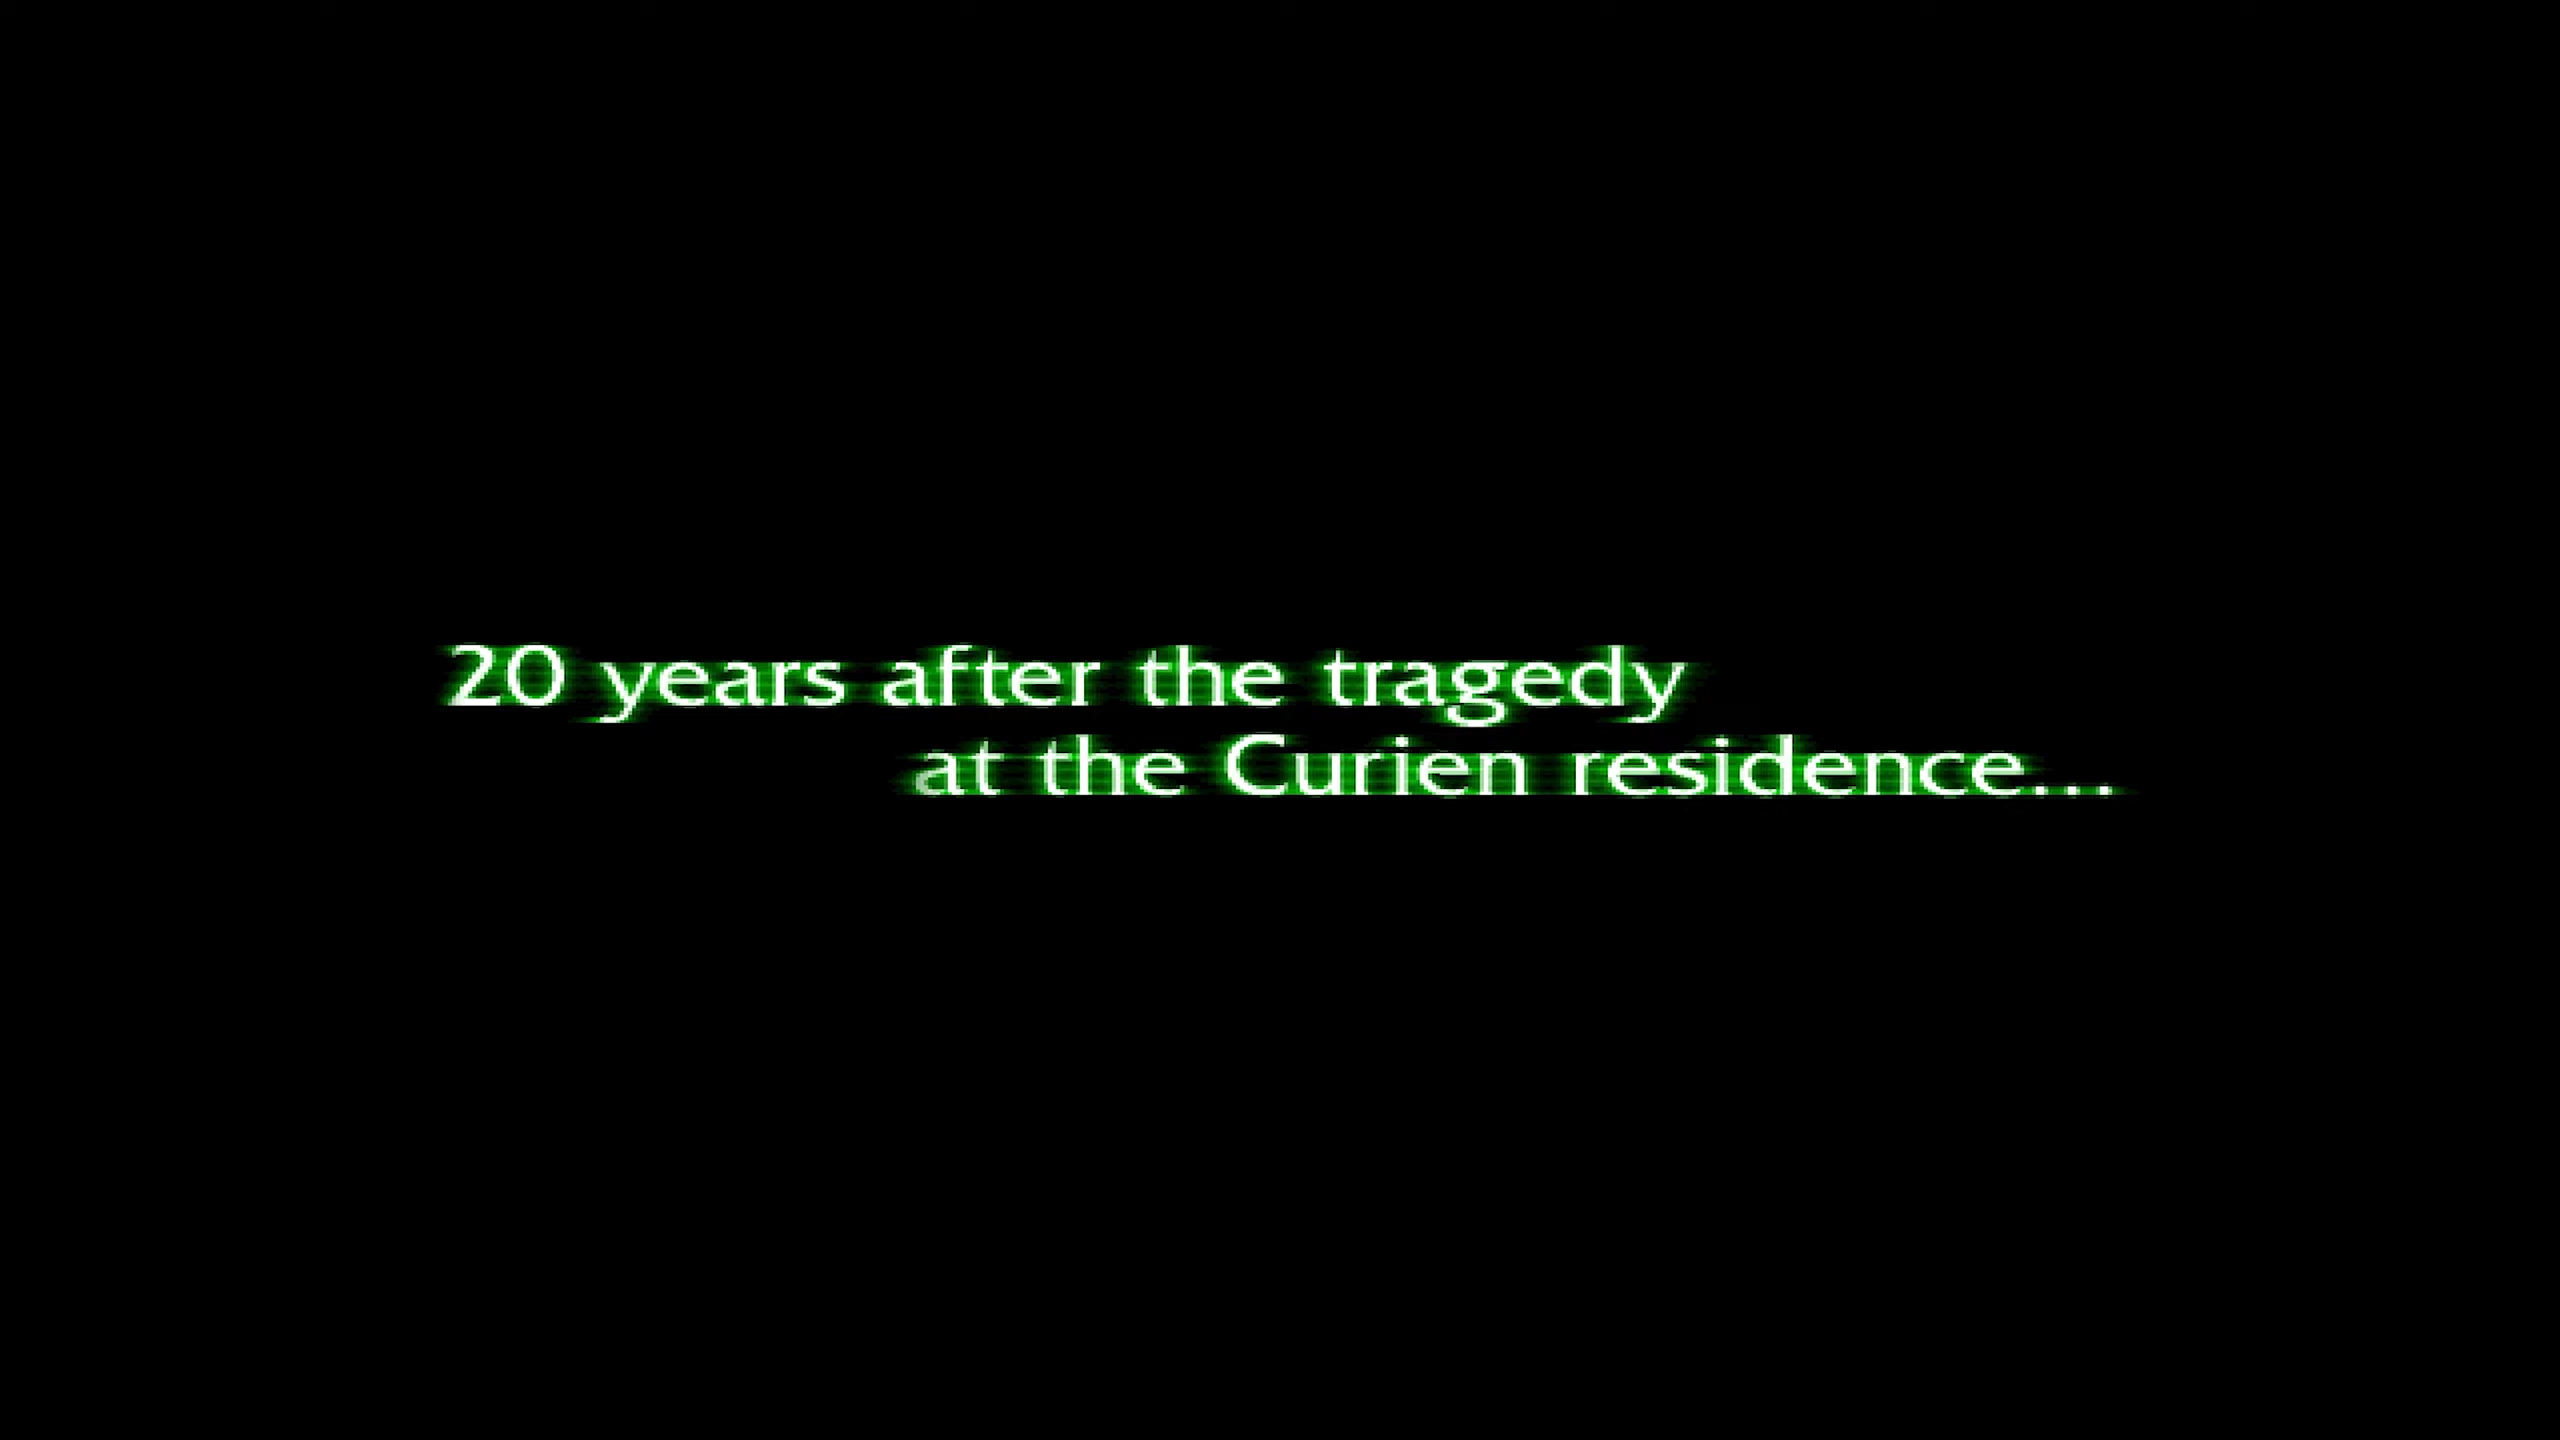 20 years after the tragedy
at the Curien residence...